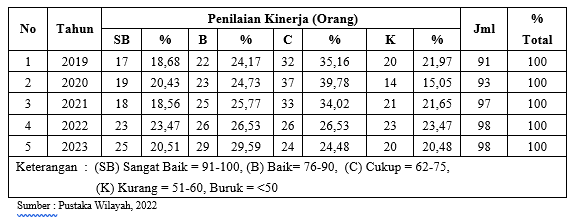 No Tahun Penilaian Kinerja (Orang) Jml % Total
SB % B % C % K %
1 2019 17 18,68 22 24,17 32 35,16 20 21,97 91 100
2 2020 19 20,43 23 24,73 37 39,78 14 15,05 93 100
3 2021 18 18,56 25 25,77 33 34,02 21 21,65 97 100
4 2022 23 23,47 26 26,53 26 26,53 23 23,47 98 100
5 2023 25 20,51 29 29,59 24 24,48 20 20,48 98 100
Keterangan : (SB) Sangat Baik = 91-100, (B) Baik= 76-90, (C) Cukup = 62-75,
(K) Kurang = 51-60, Buruk = <50
Sumber : Pustaka Wilayah, 2022